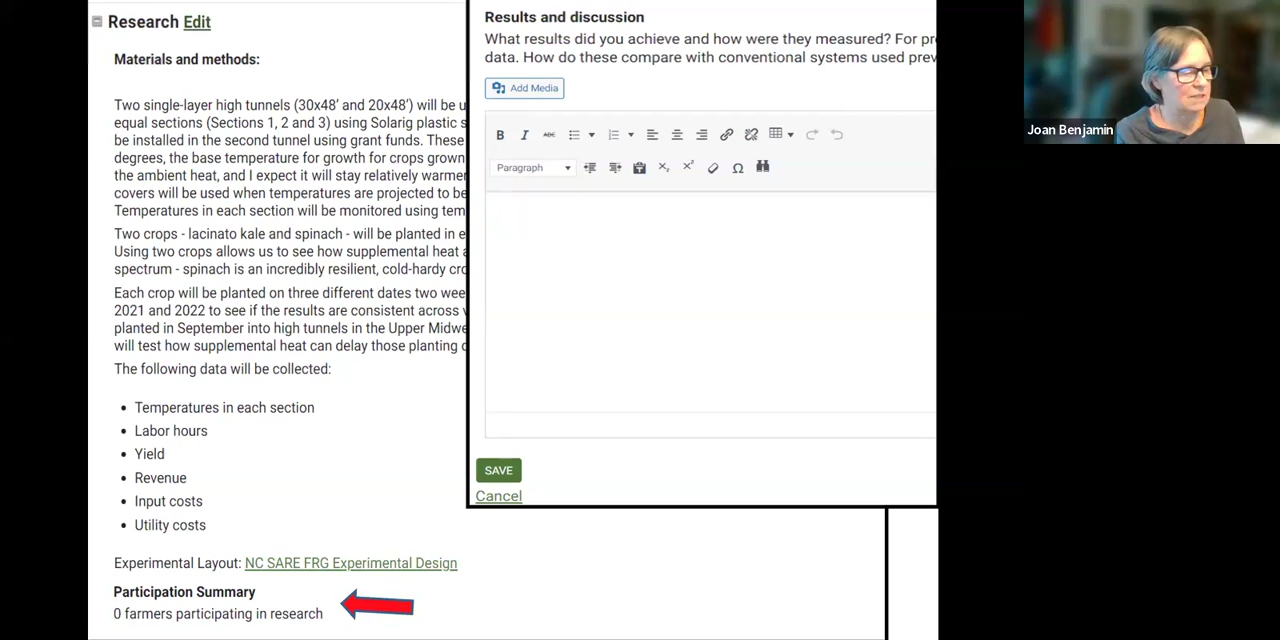 Research Edit
Materials and methods:
Two single-layer high tunnels (30x48' and 20x48') will be u
equal sections (Sections 1, 2 and 3) using Solarig plastic s
be installed in the second tunnel using grant funds. These
degrees, the base temperature for growth for crops grown
the ambient heat, and I expect it will stay relatively warmer
covers will be used when temperatures are projected to be
Temperatures in each section will be monitored using tem
Two crops - lacinato kale and spinach - will be planted in e
Using two crops allows us to see how supplemental heat a
spectrum - spinach is an incredibly resilient, cold-hardy cro
Each crop will be planted on three different dates two wee
2021 and 2022 to see if the results are consistent across
planted in September into high tunnels in the Upper Midwe
will test how supplemental heat can delay those planting d
The following data will be collected:
• Temperatures in each section
• Labor hours
• Yield
• Revenue
• Input costs
• Utility costs
Experimental Layout: NC SARE FRG Experimental Design
Participation Summary
0 farmers participating in research
Results and discussion
What results did you achieve and how were they measured? For pr
data. How do these compare with conventional systems used prev
Add Media
B I ABC
Paragraph
SAVE
Cancel
Joan Benjamin